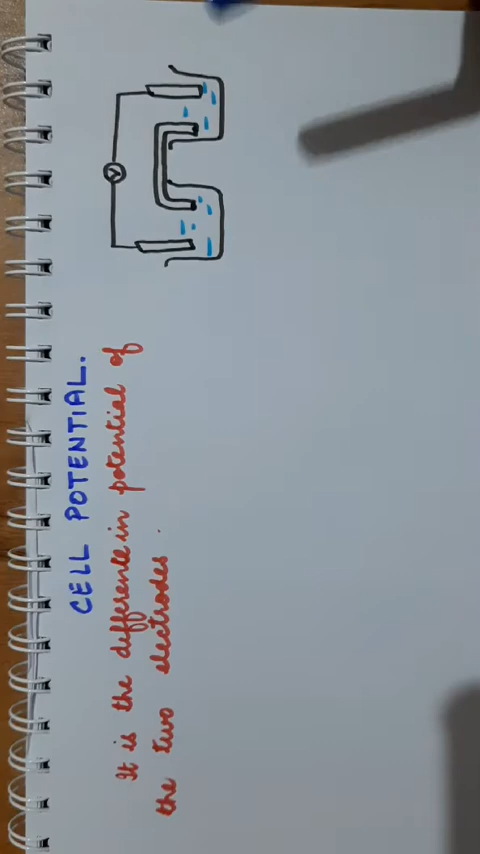 CELL POTENTIAL.
It is the difference in potential of
the two electrodes.
V